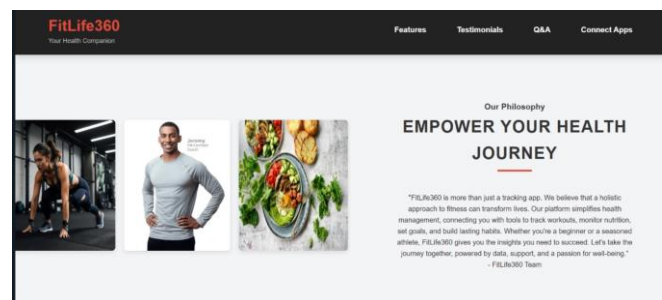 FitLife360
Your Health Companion
Features Testimonials Q&A Connect Apps
Our Philosophy
EMPOWER YOUR HEALTH
JOURNEY
"FitLife360 is more than just a tracking app. We believe that a holistic
approach to fitness can transform lives. Our platform simplifies health
management, connecting you with tools to track workouts, monitor nutrition,
set goals, and build lasting habits. Whether you're a beginner or a seasoned
athlete, FitLife360 gives you the insights you need to succeed. Let's take the
journey together, powered by data, support, and a passion for well-being."
- FitLife360 Team